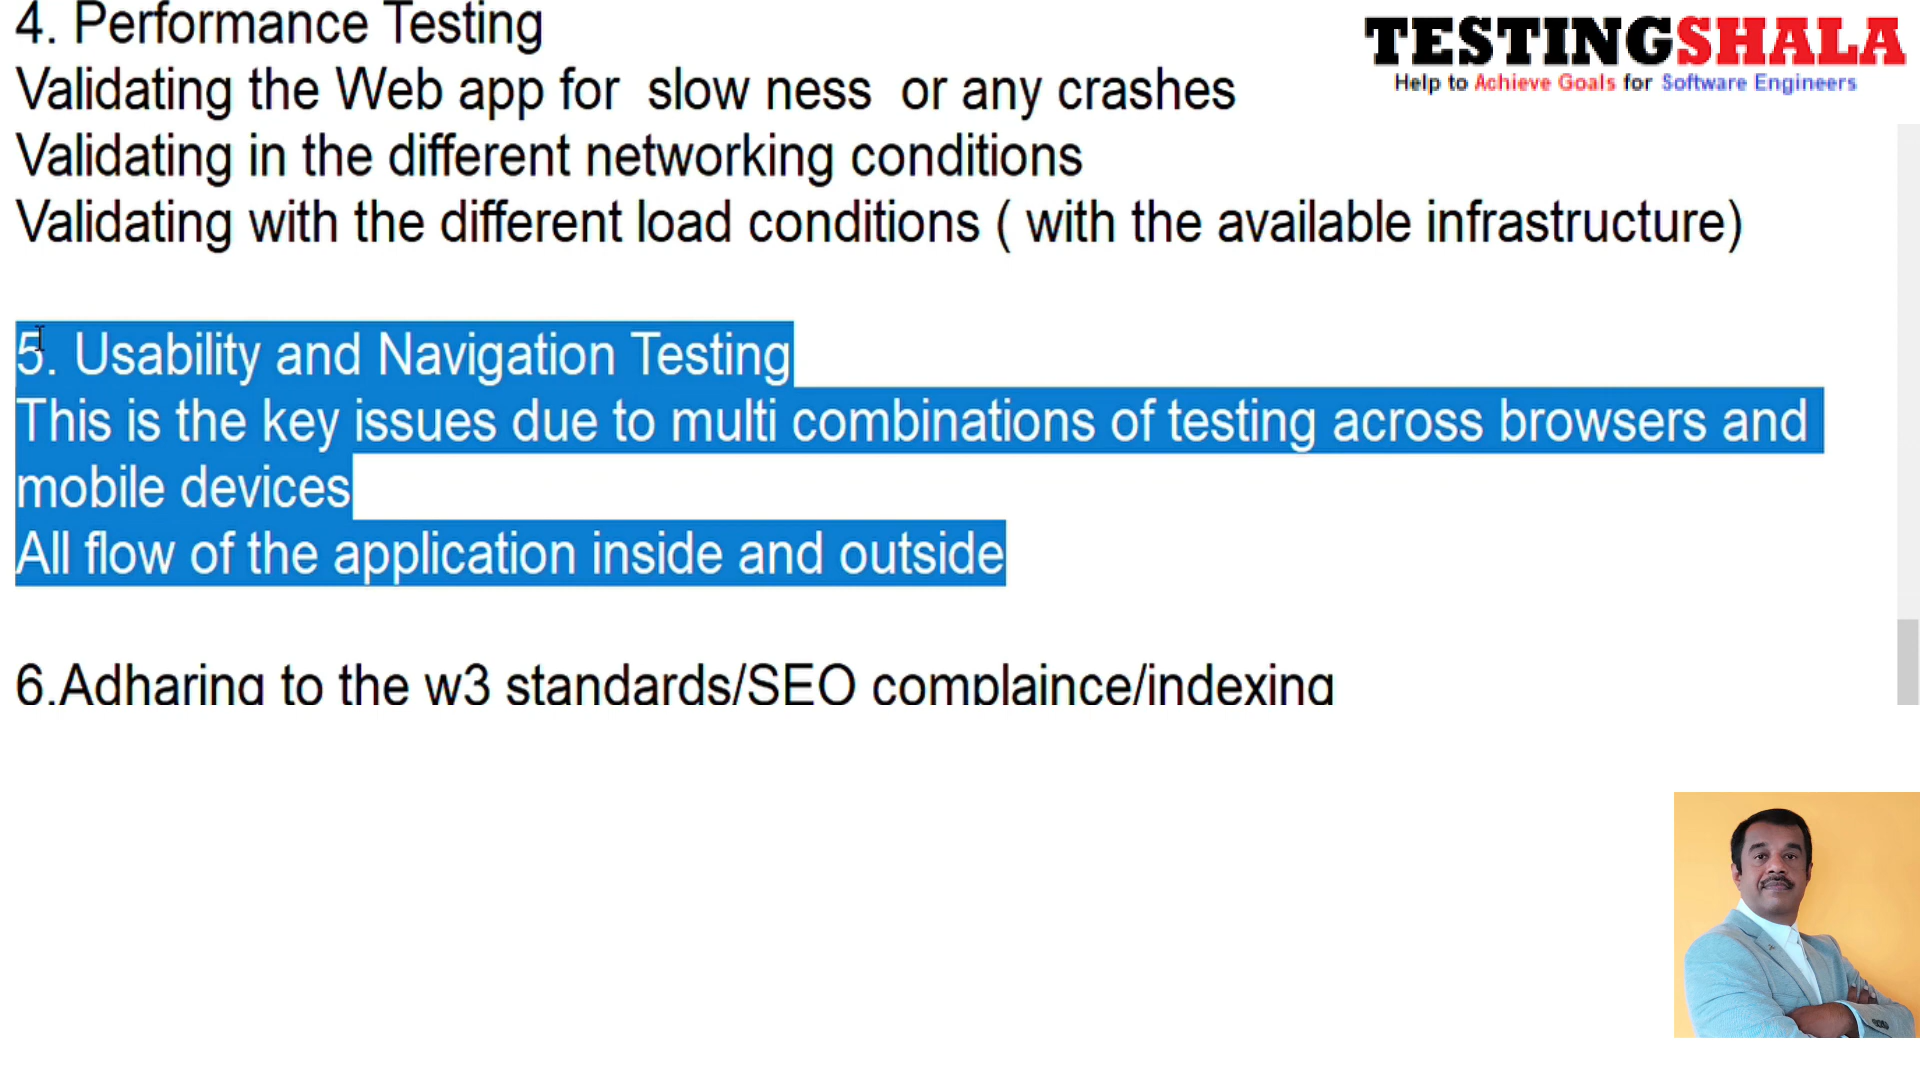 4. Performance Testing
TESTINGSHALA
Help to Achieve Goals for Software Engineers
Validating the Web app for  slow ness  or any crashes
Validating in the different networking conditions
Validating with the different load conditions ( with the available infrastructure)
5. Usability and Navigation Testing
This is the key issues due to multi combinations of testing across browsers and
mobile devices
All flow of the application inside and outside
6.Adharing to the w3 standards/SEO complaince/indexing